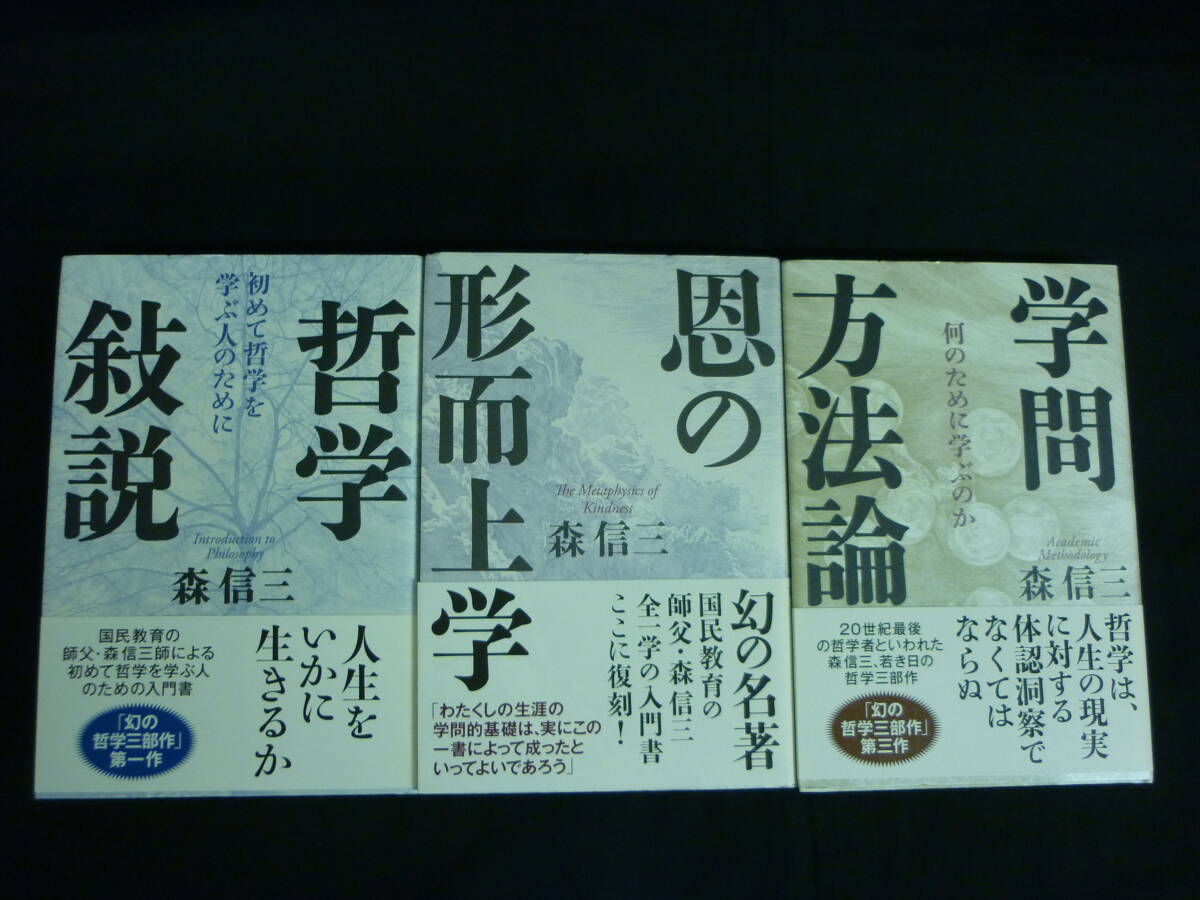 哲学
敍説
初めて哲学を
学ぶ人のために
Introduction to
Philosophy
森信三
人生を
いかに
生きるか
国民教育の
師父・森信三師による
初めて哲学を学ぶ人
のための入門書
「幻の
哲学三部作」
第一作
恩の
形而上学
The Metaphysics of
Kindness
森信三
幻の名著
国民教育の
師父・森信三
全一学の入門書
ここに復刻！
「わたくしの生涯の
学問的基礎は、実にこの
一書によって成ったと
いってよいであろう」
学問
方法論
何のために学ぶのか
Academic
Methodology
森信三
哲学は、
人生の現実
に対する
体認洞察で
なくては
ならぬ
20世紀最後
の哲学者といわれた
森信三、若き日の
哲学三部作
「幻の
哲学三部作」
第三作